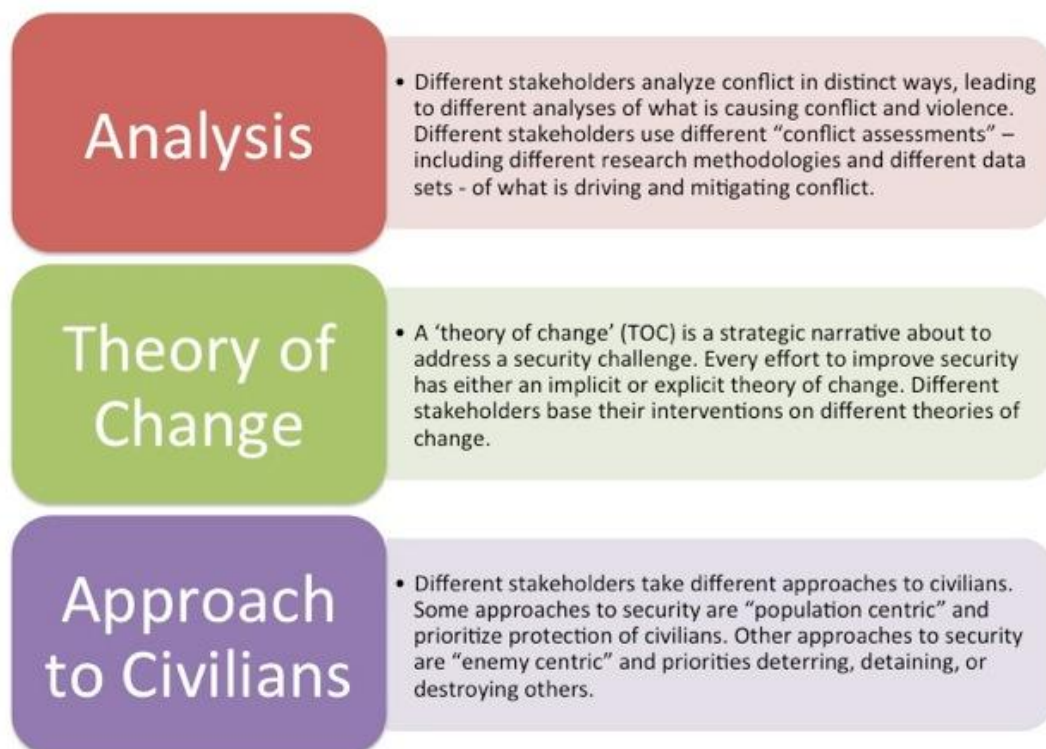 Analysis
• Different stakeholders analyze conflict in distinct ways, leading
to different analyses of what is causing conflict and violence.
Different stakeholders use different “conflict assessments” –
including different research methodologies and different data
sets - of what is driving and mitigating conflict.
Theory of
Change
• A ‘theory of change’ (TOC) is a strategic narrative about to
address a security challenge. Every effort to improve security
has either an implicit or explicit theory of change. Different
stakeholders base their interventions on different theories of
change.
Approach
to Civilians
• Different stakeholders take different approaches to civilians.
Some approaches to security are “population centric” and
prioritize protection of civilians. Other approaches to security
are “enemy centric” and priorities deterring, detaining, or
destroying others.